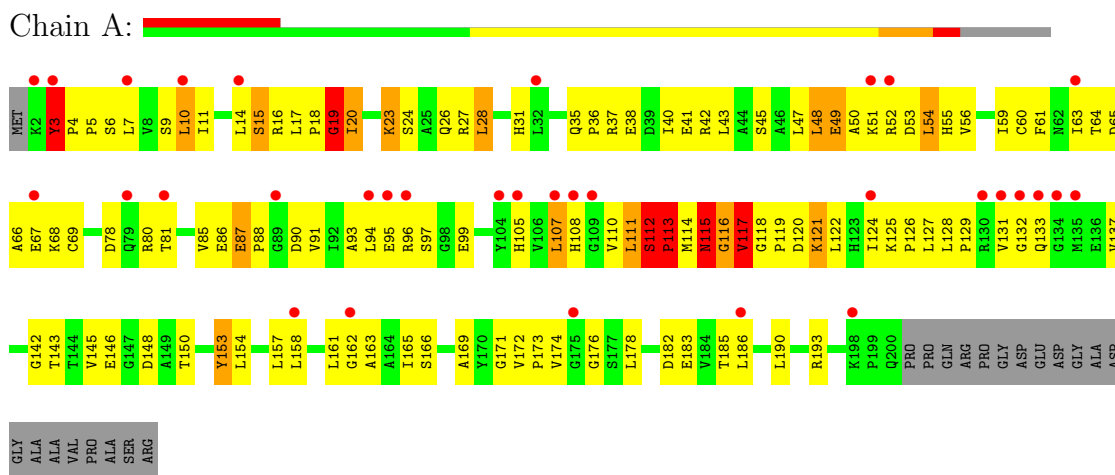 Chain A:
MET K2 Y3 P4 P5 S6 L7 V8 S9 L10 I11 L14 S15 R16 L17 P18 G19 I20 K23 S24 A25 Q26 R27 L28 H31 L32 Q35 P36 R37 E38 D39 I40 E41 R42 L43 A44 S45 A46 L47 L48 E49 A50 K51 R52 D53 L54 H55 V56 I59 C60 F61 N62 I63 T64 D65
A66 E67 K68 C69 D78 Q79 R80 T81 V85 E86 E87 P88 G89 D90 V91 I92 A93 L94 E95 R96 S97 G98 E99 Y104 H105 V106 L107 H108 G109 V110 L111 S112 P113 M114 N115 G116 V117 G118 P119 D120 K121 L122 H123 I124 K125 P126 L127 L128 P129 R130 V131 G132 Q133 G134 M135 E136 V137
G142 T143 T144 V145 E146 G147 D148 A149 T150 Y153 L154 L157 L158 L161 G162 A163 A164 I165 S166 A169 Y170 G171 V172 P173 V174 G175 G176 S177 L178 D182 E183 V184 T185 L186 L190 R193 K198 P199 Q200 PRO PRO GLN ARG PRO GLY ASP GLU ASP GLY ALA ASP
GLY ALA ALA VAL PRO ALA SER ARG